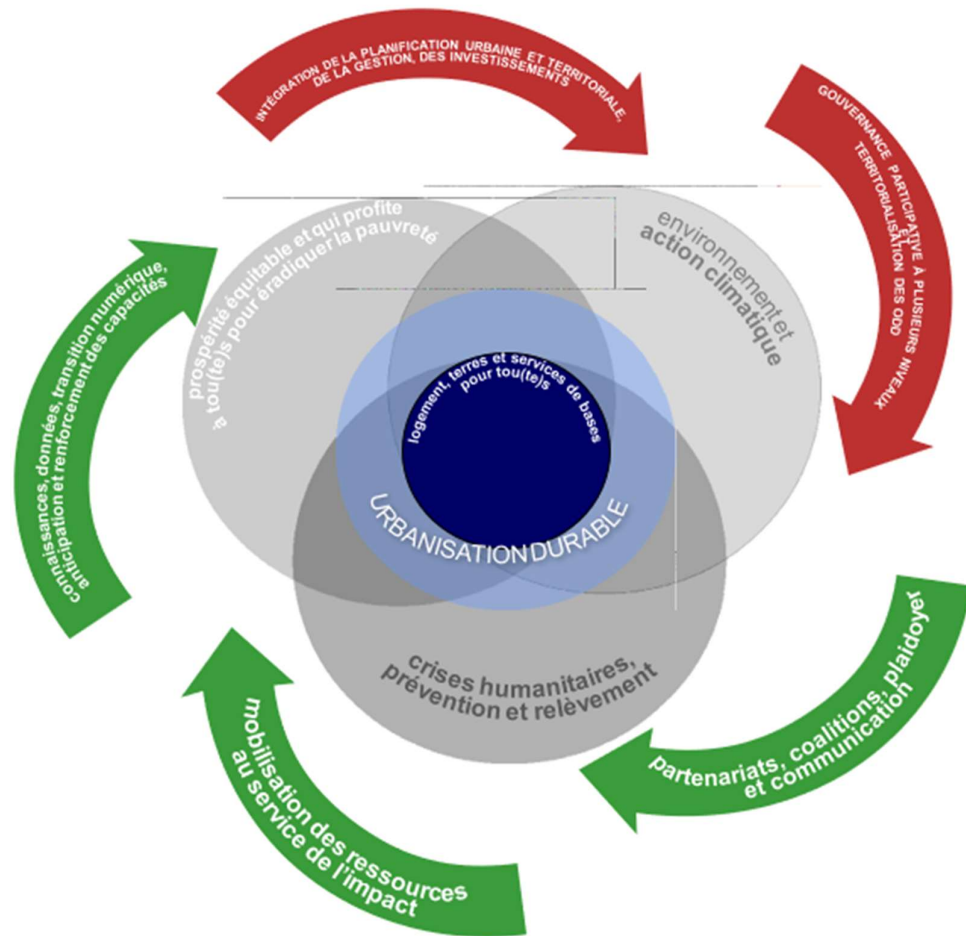 INTÉGRATION DE LA PLANIFICATION URBAINE ET TERRITORIALE,
DE LA GESTION, DES INVESTISSEMENTS
GOUVERNANCE PARTICIPATIVE À PLUSIEURS NIVEAUX
ET
TERRITORIALISATION DES ODD
prospérité équitable et qui profite
à tou(te)s pour éradiquer la pauvreté
environnement et
action climatique
connaissances, données, transition numérique,
anticipation et renforcement des capacités
logement, terres et services de bases
pour tou(te)s
URBANISATION DURABLE
crises humanitaires,
prévention et relèvement
partenariats, coalitions, plaidoyer
et communication
mobilisation des ressources
au service de l'impact